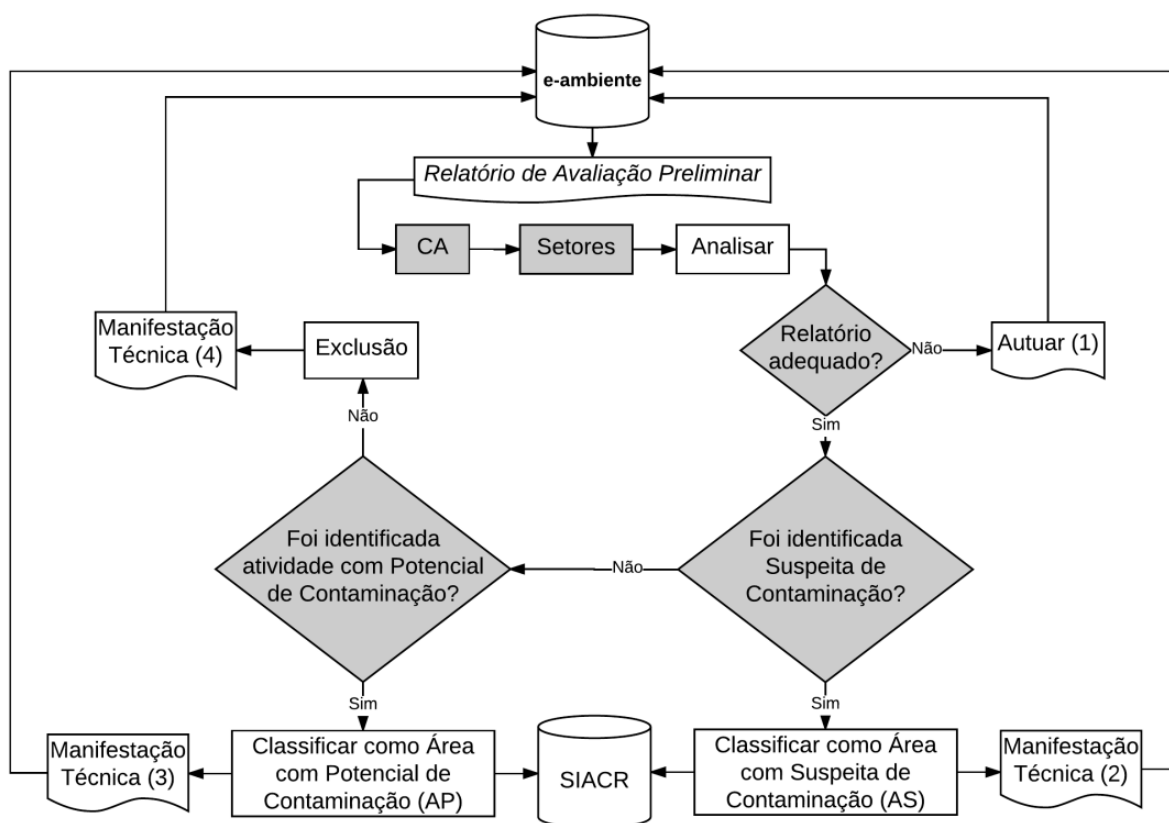 e-ambiente
Relatório de Avaliação Preliminar
CA
Setores
Analisar
Manifestação
Técnica (4)
Exclusão
Relatório
adequado?
Não
Autuar (1)
Não
Sim
Foi identificada
atividade com Potencial
de Contaminação?
Não
Foi identificada
Suspeita de
Contaminação?
Sim
Sim
Manifestação
Técnica (3)
Classificar como Área
com Potencial de
Contaminação (AP)
SIACR
Classificar como Área
com Suspeita de
Contaminação (AS)
Manifestação
Técnica (2)